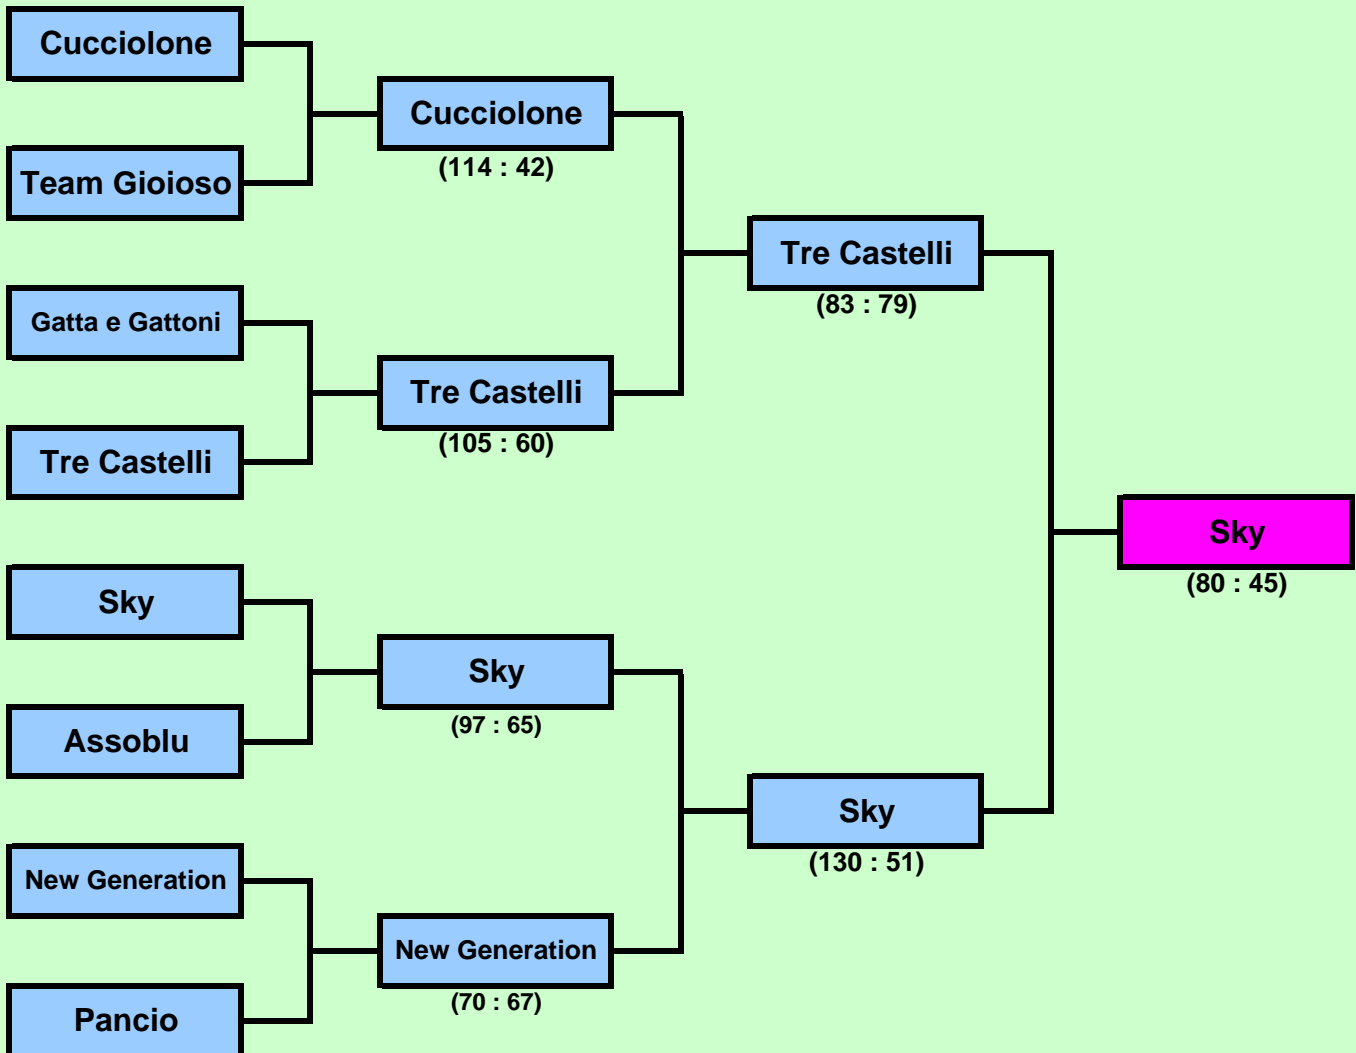 Cucciolone
Team Gioioso
Gatta e Gattoni
Tre Castelli
Sky
Assoblu
New Generation
Pancio
Cucciolone
(114 : 42)
Tre Castelli
(105 : 60)
Sky
(97 : 65)
New Generation
(70 : 67)
Tre Castelli
(83 : 79)
Sky
(130 : 51)
Sky
(80 : 45)